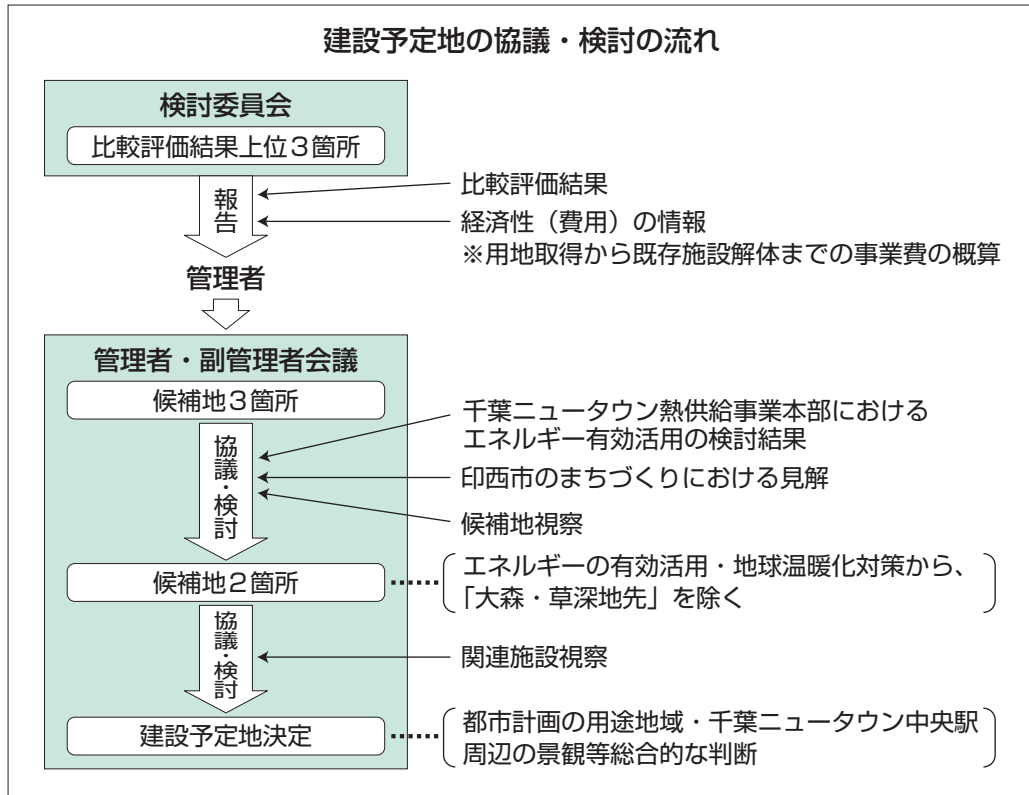 建設予定地の協議・検討の流れ
検討委員会
比較評価結果上位３箇所
報告
比較評価結果
経済性（費用）の情報
※用地取得から既存施設解体までの事業費の概算
管理者
管理者・副管理者会議
候補地３箇所
協議・検討
千葉ニュータウン熱供給事業本部における
エネルギー有効活用の検討結果
印西市のまちづくりにおける見解
候補地視察
候補地２箇所
エネルギーの有効活用・地球温暖化対策から、
「大森・草深地先」を除く
協議・検討
関連施設視察
建設予定地決定
都市計画の用途地域・千葉ニュータウン中央駅
周辺の景観等総合的な判断